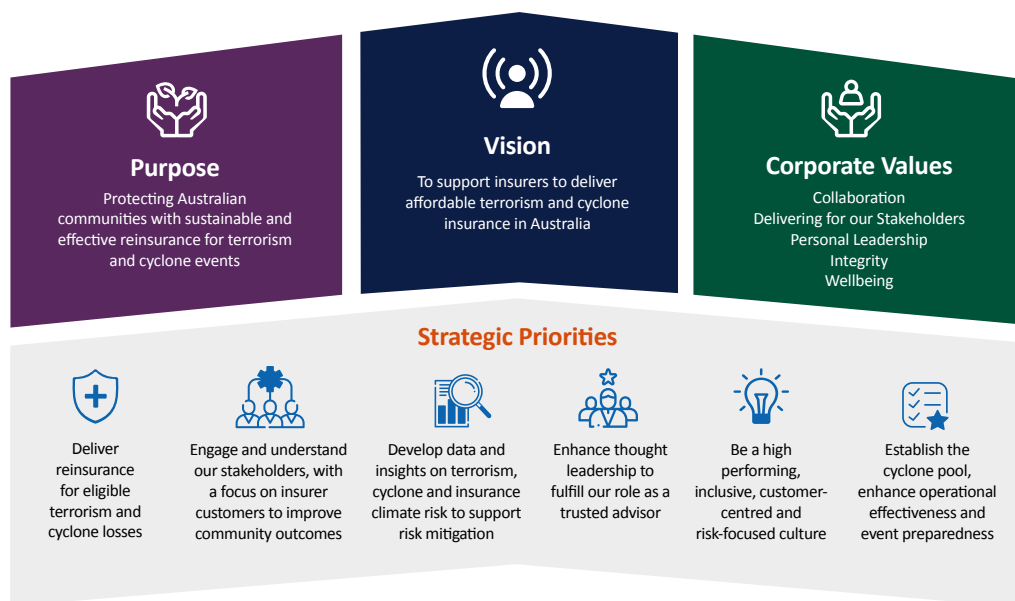 Purpose
Protecting Australian
communities with sustainable and
effective reinsurance for terrorism
and cyclone events
Vision
To support insurers to deliver
affordable terrorism and cyclone
insurance in Australia
Corporate Values
Collaboration
Delivering for our Stakeholders
Personal Leadership
Integrity
Wellbeing
Strategic Priorities
Deliver
reinsurance
for eligible
terrorism and
cyclone losses
Engage and understand
our stakeholders, with
a focus on insurer
customers to improve
community outcomes
Develop data and
insights on terrorism,
cyclone and insurance
climate risk to support
risk mitigation
Enhance thought
leadership to
fulfill our role as a
trusted advisor
Be a high
performing,
inclusive, customer-
centred and
risk-focused culture
Establish the
cyclone pool,
enhance operational
effectiveness and
event preparedness